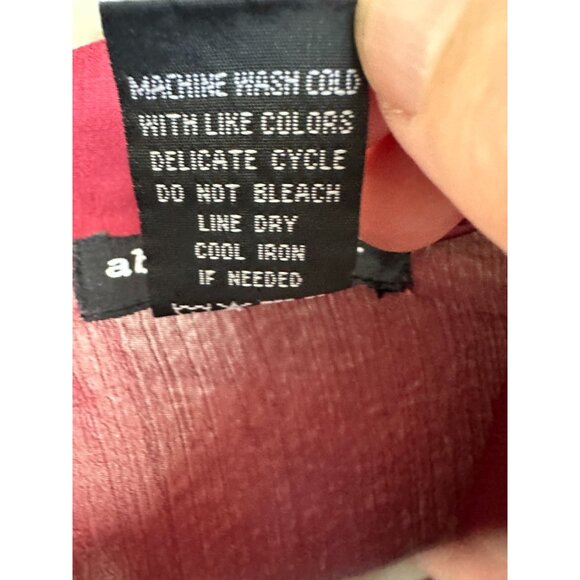 MACHINE WASH COLD
WITH LIKE COLORS
DELICATE CYCLE
DO NOT BLEACH
LINE DRY
COOL IRON
IF NEEDED